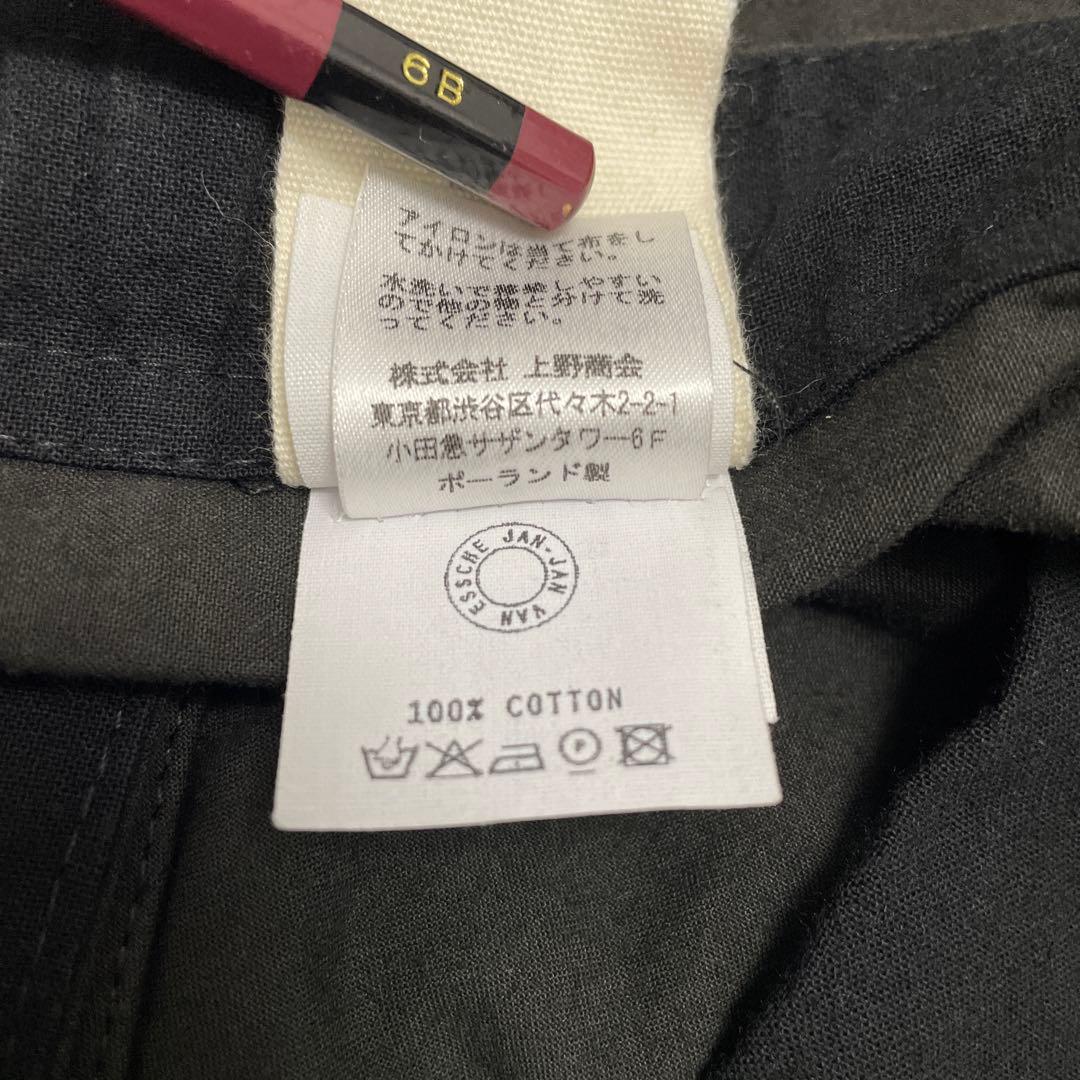 6B
アイロンは当て布をし
てかけてください。
水洗いで移染しやすい
ので他の物と分けて洗
ってください。
株式会社 上野商会
東京都渋谷区代々木2-2-1
小田急サザンタワー6F
ポーランド製
JAN-JAN VAN ESSCHE
100% COTTON
P